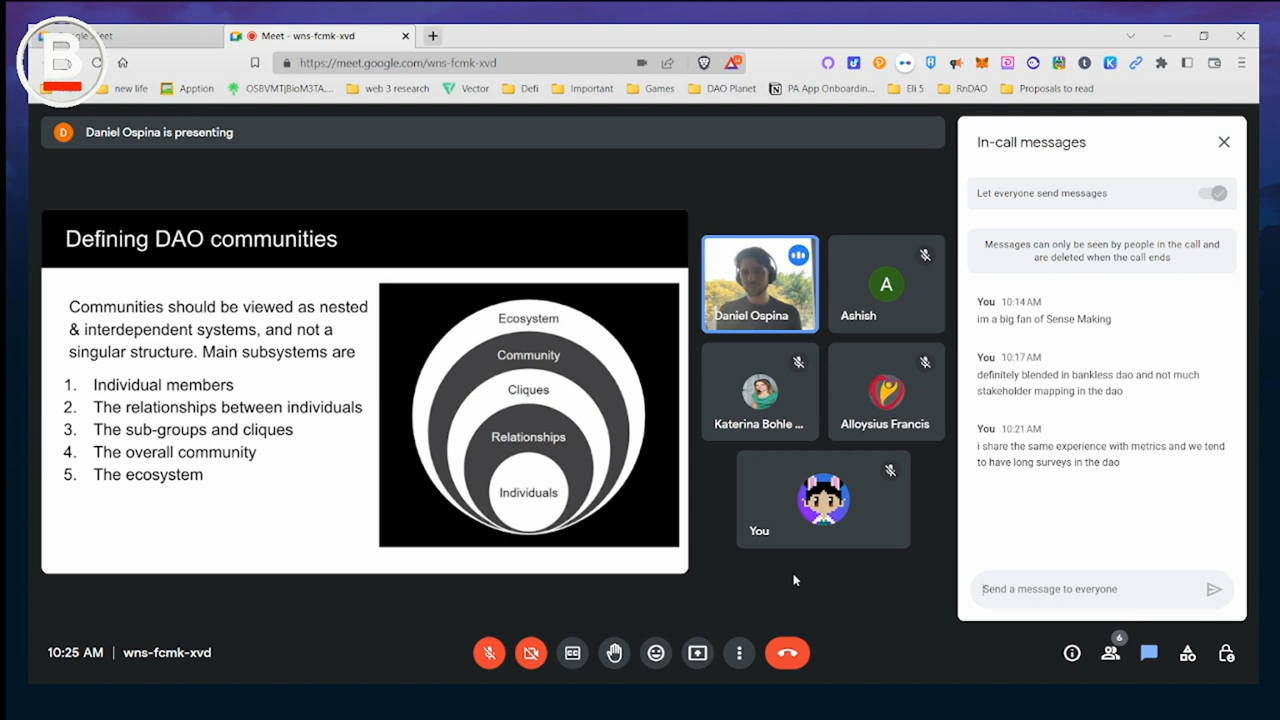 B
Meet - wns-fcmk-xvd
https://meet.google.com/wns-fcmk-xvd
new life
Apption
OSBVMT|BioM3TA....
web 3 research
Vector
Defi
Important
Games
DAO Planet
PA App Onboardin...
Eli 5
RnDAO
Proposals to read
D
Daniel Ospina is presenting
Defining DAO communities
Communities should be viewed as nested
& interdependent systems, and not a
singular structure. Main subsystems are
1. Individual members
2. The relationships between individuals
3. The sub-groups and cliques
4. The overall community
5. The ecosystem
Ecosystem
Community
Cliques
Relationships
Individuals
Daniel Ospina
A
Ashish
Katerina Bohle ...
Alloysius Francis
You
In-call messages
Let everyone send messages
Messages can only be seen by people in the call and
are deleted when the call ends
You 10:14 AM
im a big fan of Sense Making
You 10:17 AM
definitely blended in bankless dao and not much
stakeholder mapping in the dao
You 10:21 AM
i share the same experience with metrics and we tend
to have long surveys in the dao
Send a message to everyone
10:25 AM | wns-fcmk-xvd
6